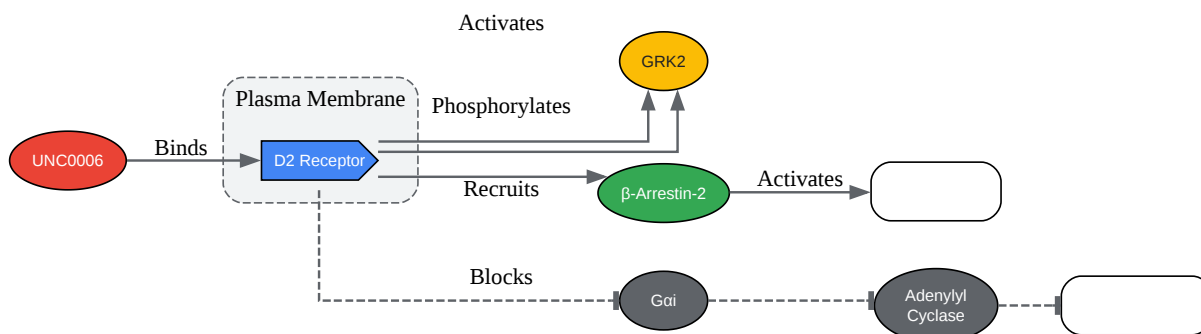 Activates
GRK2
Plasma Membrane
Phosphorylates
UNC0006
Binds
D2 Receptor
Recruits
β-Arrestin-2
Activates
Blocks
Gαi
Adenylyl
Cyclase